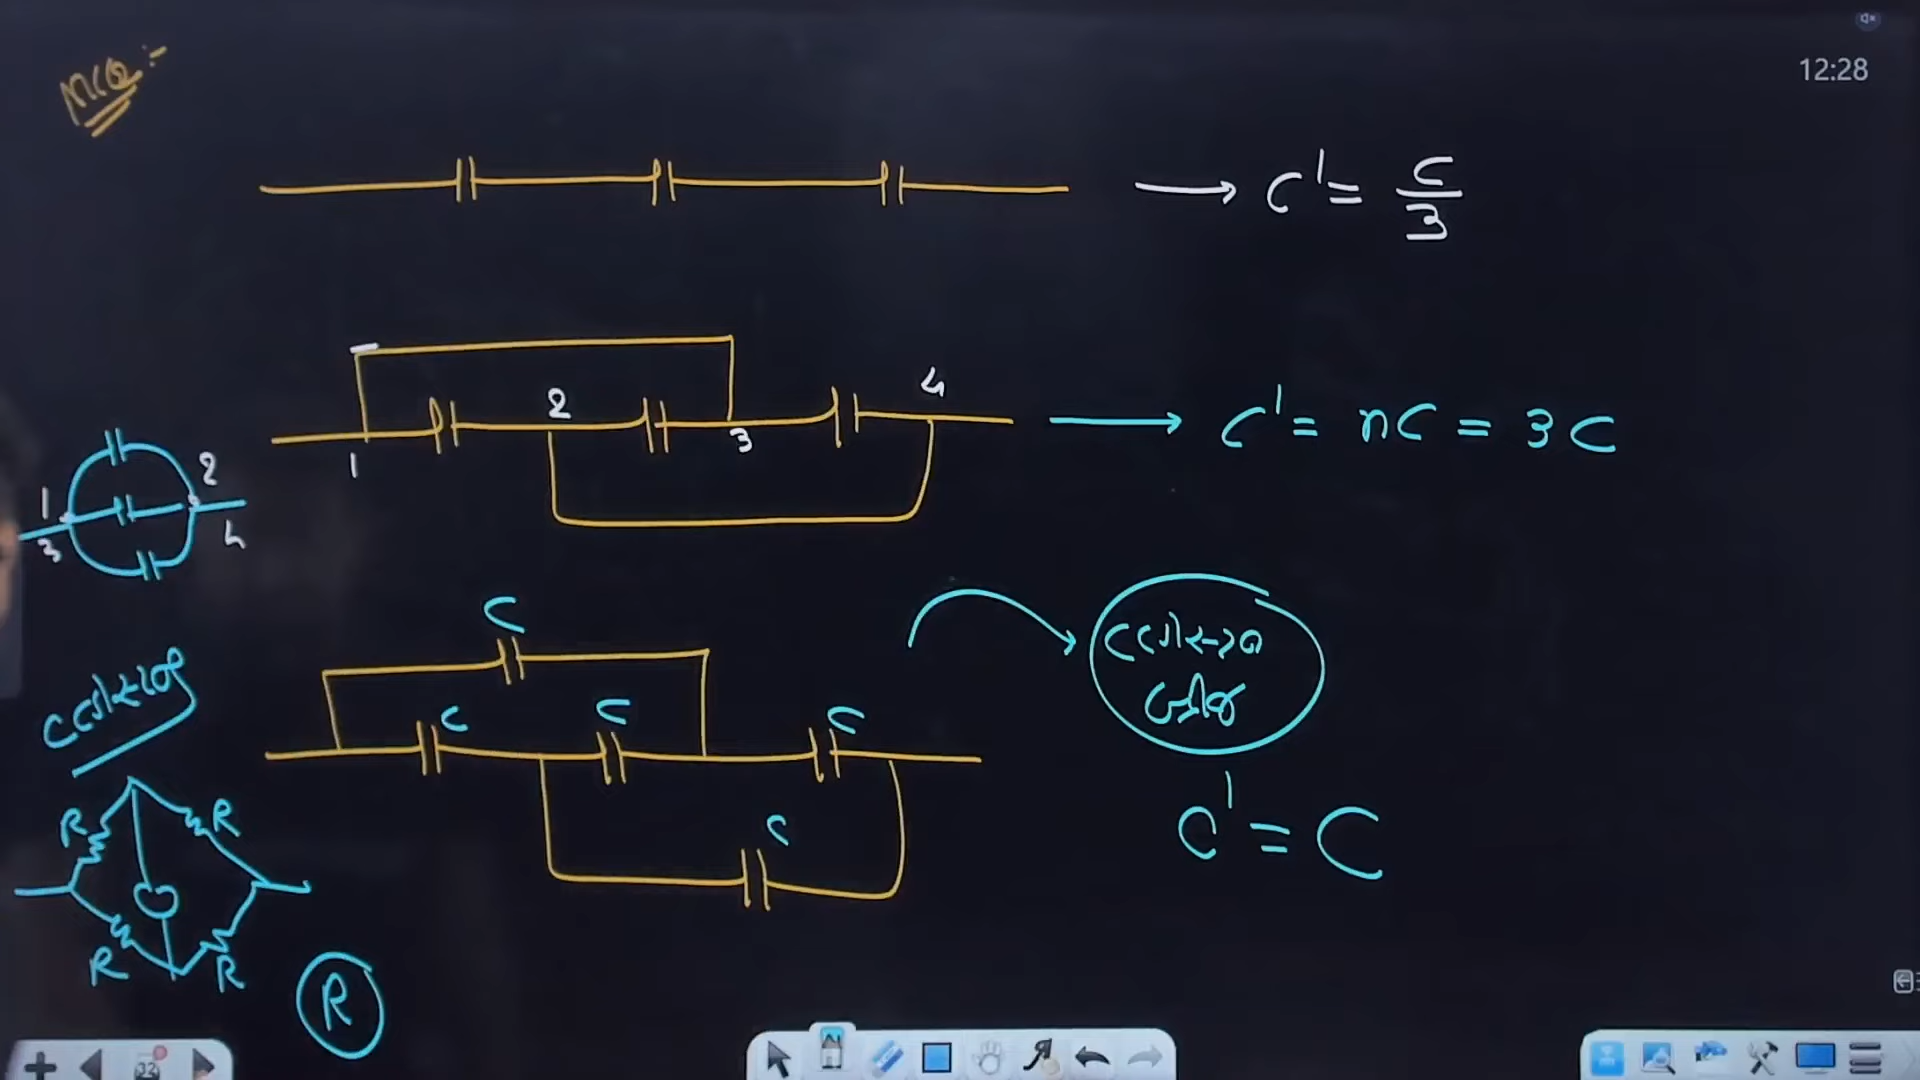 MCQ :-
12:28
C' = C/3
1 2 3 4
C' = nC = 3C
1 2
3 4
C
C C C
C
C' = C
R R
R R
R